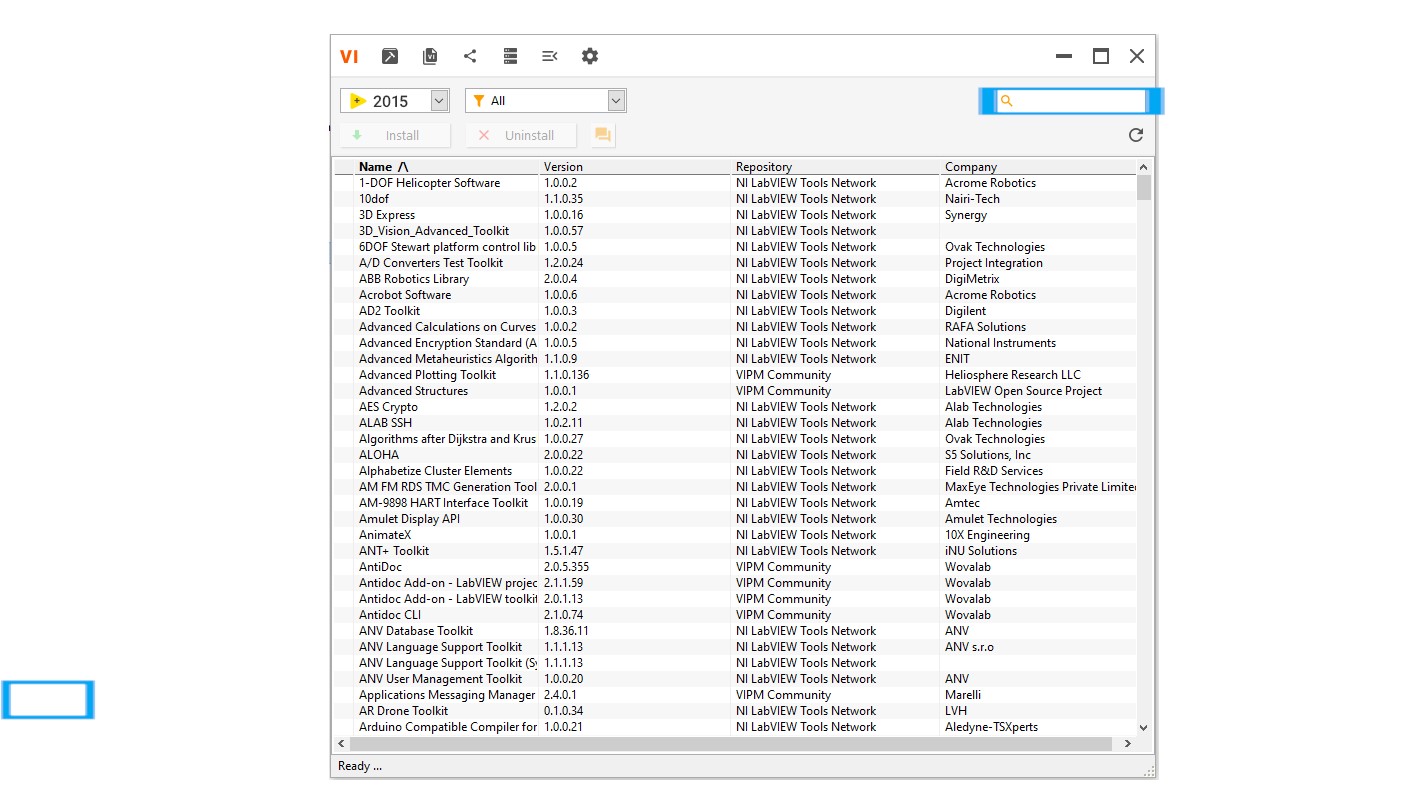 VI
2015 All
Install Uninstall
Name /\ Version Repository Company
1-DOF Helicopter Software 1.0.0.2 NI LabVIEW Tools Network Acrome Robotics
10dof 1.1.0.35 NI LabVIEW Tools Network Nairi-Tech
3D Express 1.0.0.16 NI LabVIEW Tools Network Synergy
3D_Vision_Advanced_Toolkit 1.0.0.57 NI LabVIEW Tools Network
6DOF Stewart platform control lib 1.0.0.5 NI LabVIEW Tools Network Ovak Technologies
A/D Converters Test Toolkit 1.2.0.24 NI LabVIEW Tools Network Project Integration
ABB Robotics Library 2.0.0.4 NI LabVIEW Tools Network DigiMetrix
Acrobot Software 1.0.0.6 NI LabVIEW Tools Network Acrome Robotics
AD2 Toolkit 1.0.0.3 NI LabVIEW Tools Network Digilent
Advanced Calculations on Curves 1.0.0.2 NI LabVIEW Tools Network RAFA Solutions
Advanced Encryption Standard (A 1.0.0.5 NI LabVIEW Tools Network National Instruments
Advanced Metaheuristics Algorith 1.1.0.9 NI LabVIEW Tools Network ENIT
Advanced Plotting Toolkit 1.1.0.136 VIPM Community Heliosphere Research LLC
Advanced Structures 1.0.0.1 VIPM Community LabVIEW Open Source Project
AES Crypto 1.2.0.2 NI LabVIEW Tools Network Alab Technologies
ALAB SSH 1.0.2.11 NI LabVIEW Tools Network Alab Technologies
Algorithms after Dijkstra and Krus 1.0.0.27 NI LabVIEW Tools Network Ovak Technologies
ALOHA 2.0.0.22 NI LabVIEW Tools Network S5 Solutions, Inc
Alphabetize Cluster Elements 1.0.0.22 NI LabVIEW Tools Network Field R&D Services
AM FM RDS TMC Generation Tool 2.0.0.1 NI LabVIEW Tools Network MaxEye Technologies Private Limite
AM-9898 HART Interface Toolkit 1.0.0.19 NI LabVIEW Tools Network Amtec
Amulet Display API 1.0.0.30 NI LabVIEW Tools Network Amulet Technologies
AnimateX 1.0.0.1 NI LabVIEW Tools Network 10X Engineering
ANT+ Toolkit 1.5.1.47 NI LabVIEW Tools Network iNU Solutions
AntiDoc 2.0.5.355 VIPM Community Wovalab
Antidoc Add-on - LabVIEW projec 2.1.1.59 VIPM Community Wovalab
Antidoc Add-on - LabVIEW toolkit 2.0.1.13 VIPM Community Wovalab
Antidoc CLI 2.1.0.74 VIPM Community Wovalab
ANV Database Toolkit 1.8.36.11 NI LabVIEW Tools Network ANV
ANV Language Support Toolkit 1.1.1.13 NI LabVIEW Tools Network ANV s.r.o
ANV Language Support Toolkit (Sy 1.1.1.13 NI LabVIEW Tools Network
ANV User Management Toolkit 1.0.0.20 NI LabVIEW Tools Network ANV
Applications Messaging Manager 2.4.0.1 VIPM Community Marelli
AR Drone Toolkit 0.1.0.34 NI LabVIEW Tools Network LVH
Arduino Compatible Compiler for 1.0.0.21 NI LabVIEW Tools Network Aledyne-TSXperts
Ready ...